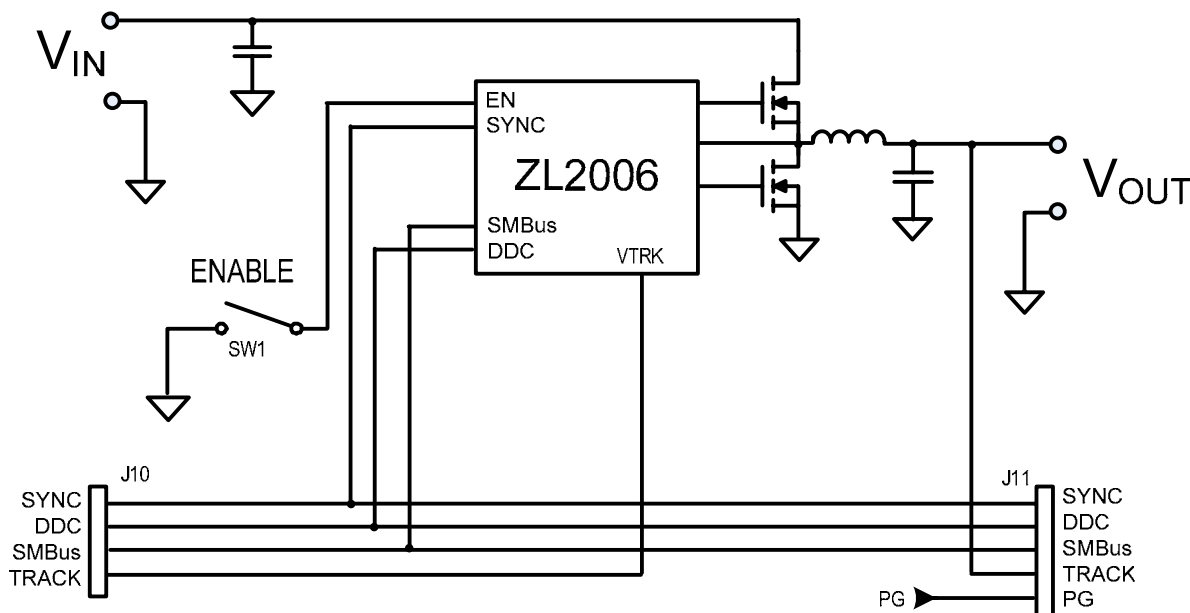 VIN
EN
SYNC
ZL2006
SMBus
DDC
VTRK
VOUT
ENABLE
SW1
J10
SYNC
DDC
SMBus
TRACK
J11
SYNC
DDC
SMBus
TRACK
PG
PG